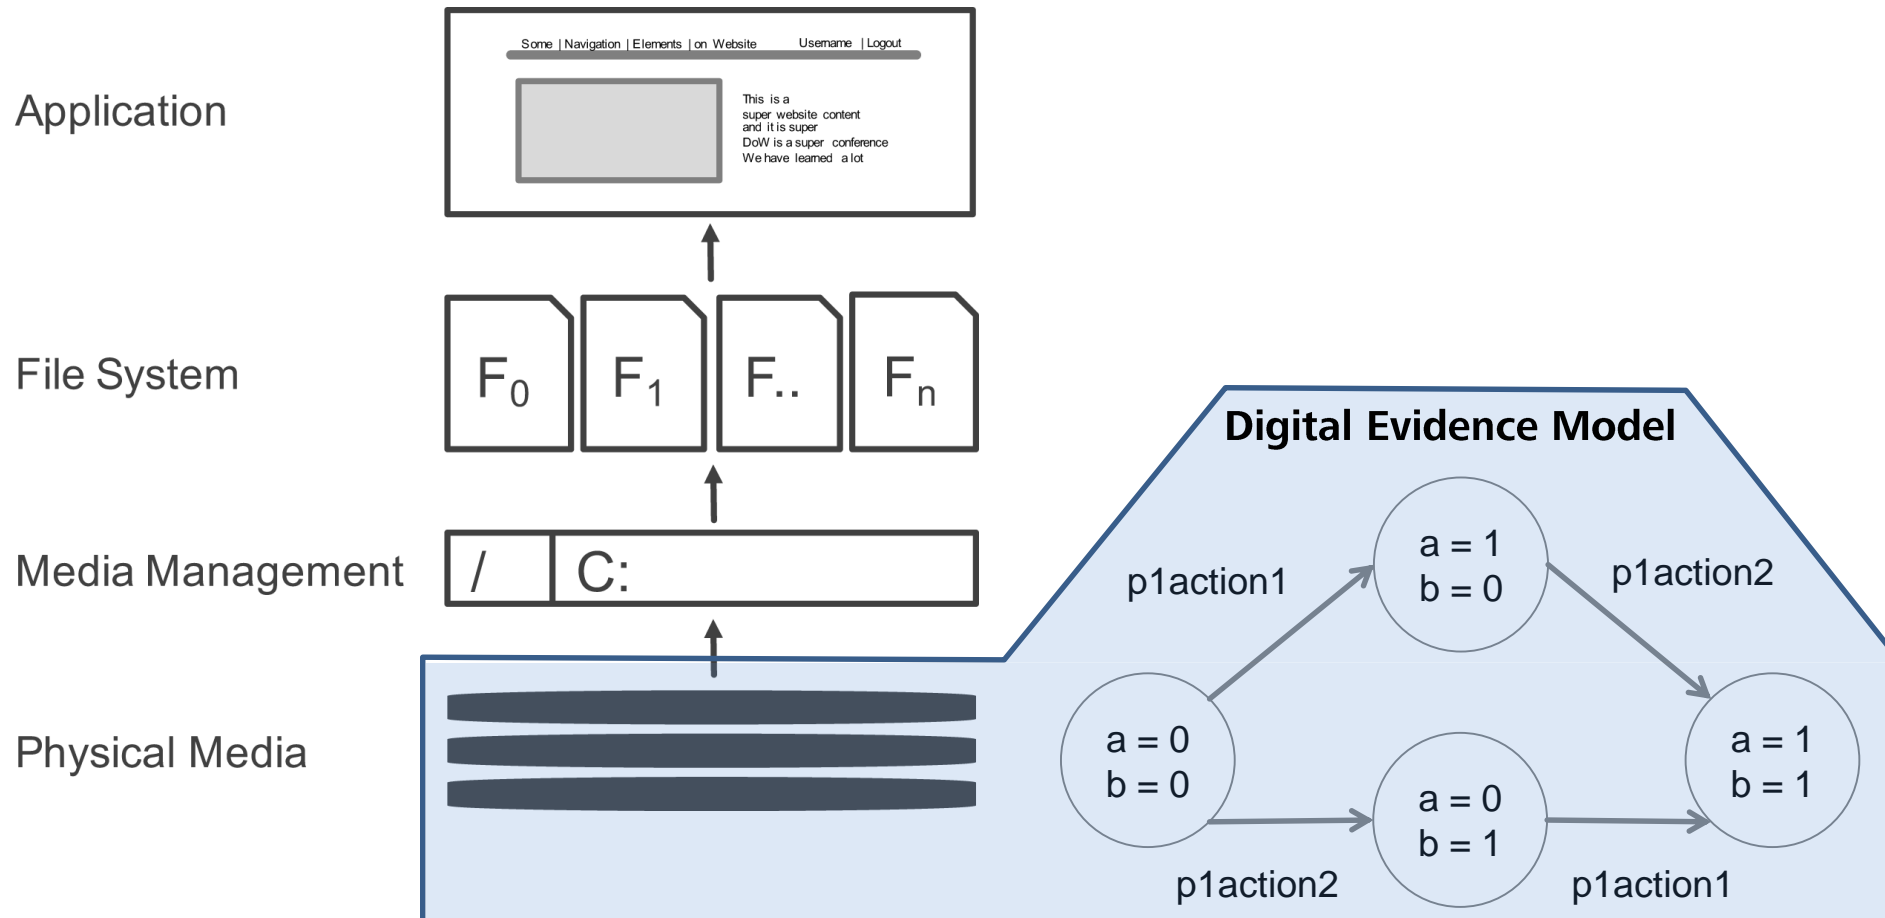 Application
Some | Navigation | Elements | on Website Username | Logout
This is a
super website content
and it is super
DoW is a super conference
We have learned a lot
File System
F0 F1 F.. Fn
Media Management
/ C:
Physical Media
Digital Evidence Model
p1action1
a = 1
b = 0
p1action2
a = 0
b = 0
a = 1
b = 1
a = 0
b = 1
p1action2
p1action1